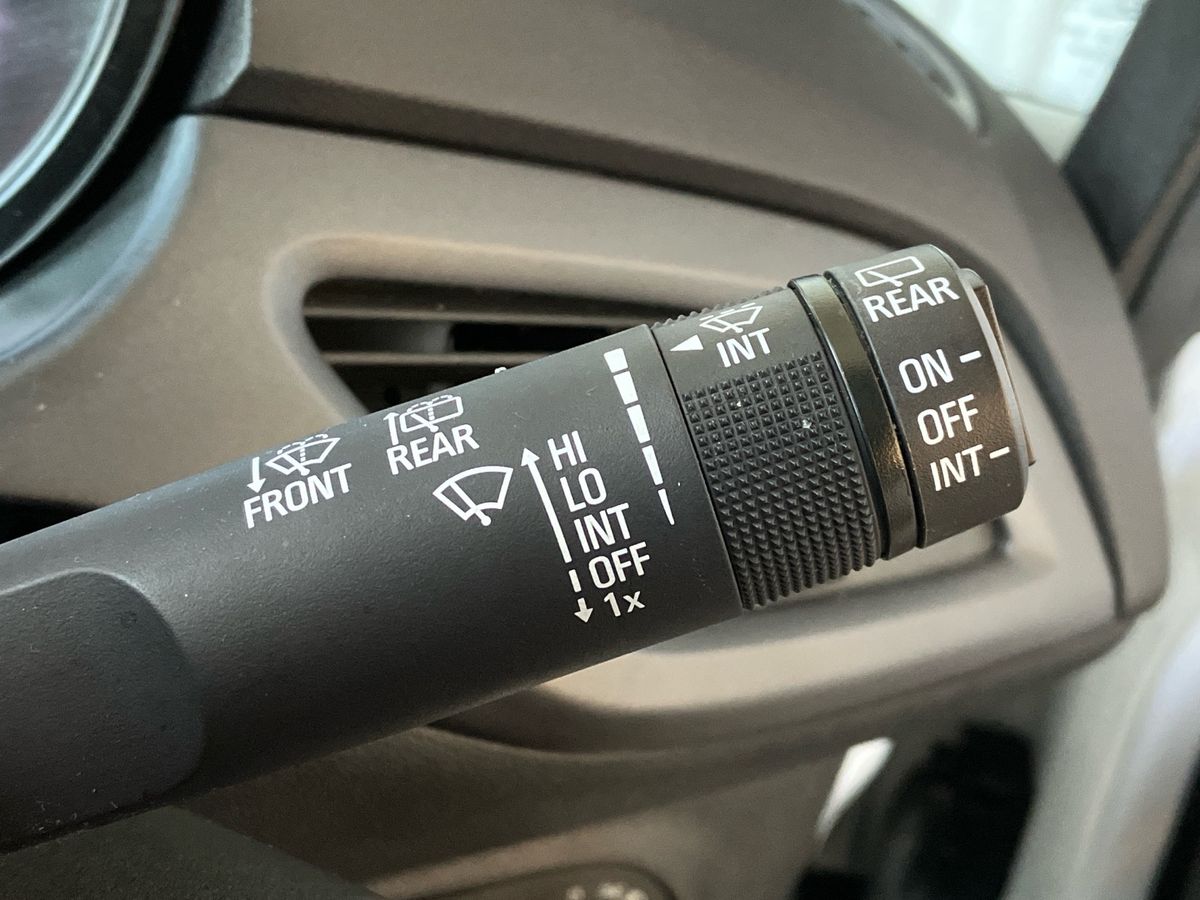 FRONT
REAR
HI
LO
INT
OFF
1x
INT
REAR
ON
OFF
INT